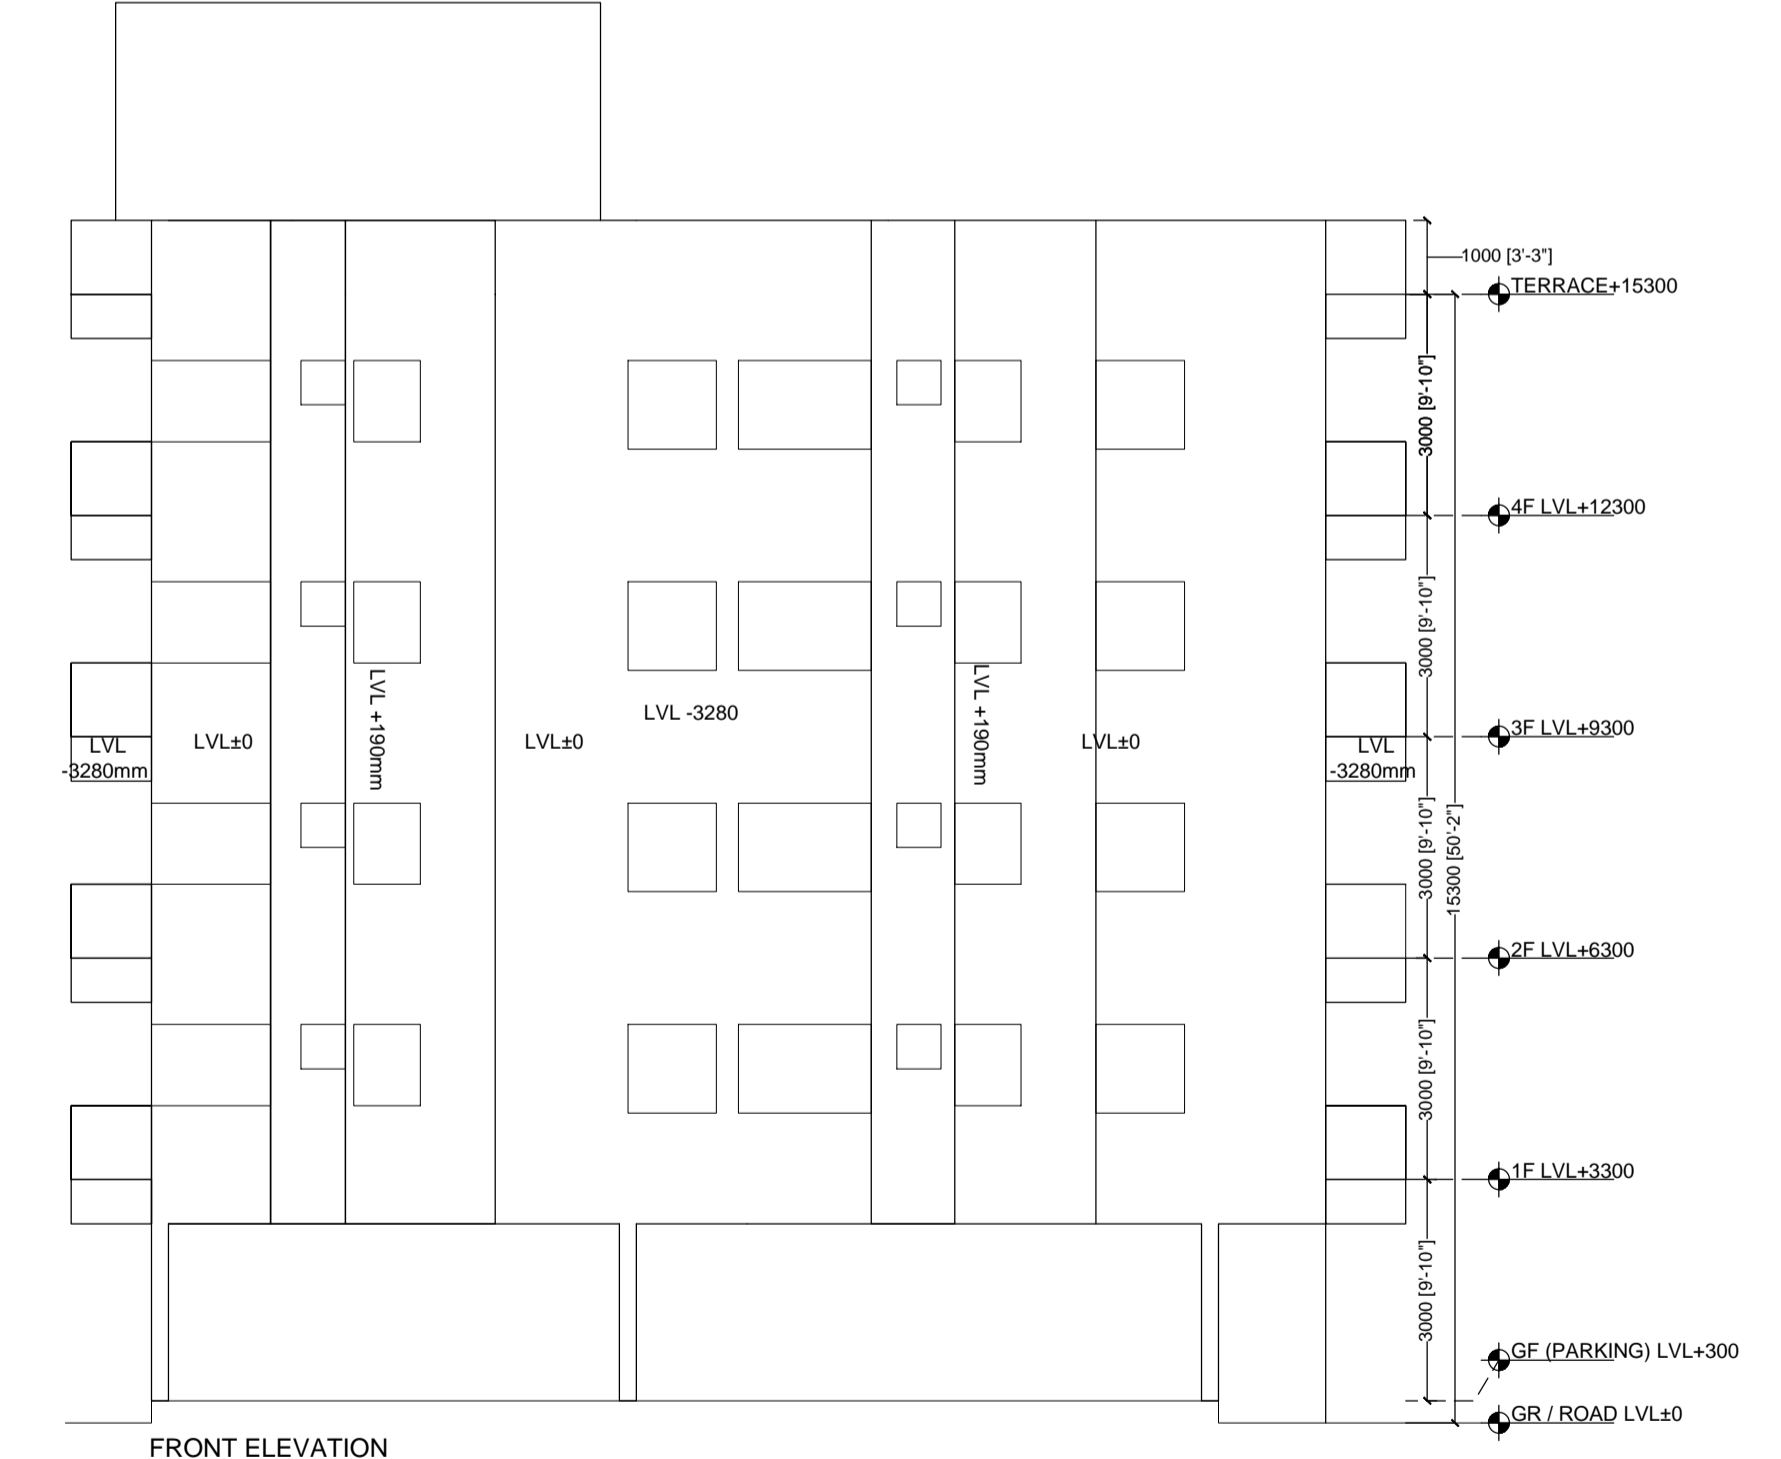 1000 [3'-3"]
TERRACE+15300
3000 [9'-10"]
4F LVL+12300
3000 [9'-10"]
LVL +190mm
LVL +190mm
LVL -3280
3F LVL+9300
LVL±0
LVL±0
LVL±0
LVL
-3280mm
LVL
-3280mm
3000 [9'-10"]
15300 [50'-2"]
2F LVL+6300
3000 [9'-10"]
1F LVL+3300
3000 [9'-10"]
GF (PARKING) LVL+300
GR / ROAD LVL±0
FRONT ELEVATION